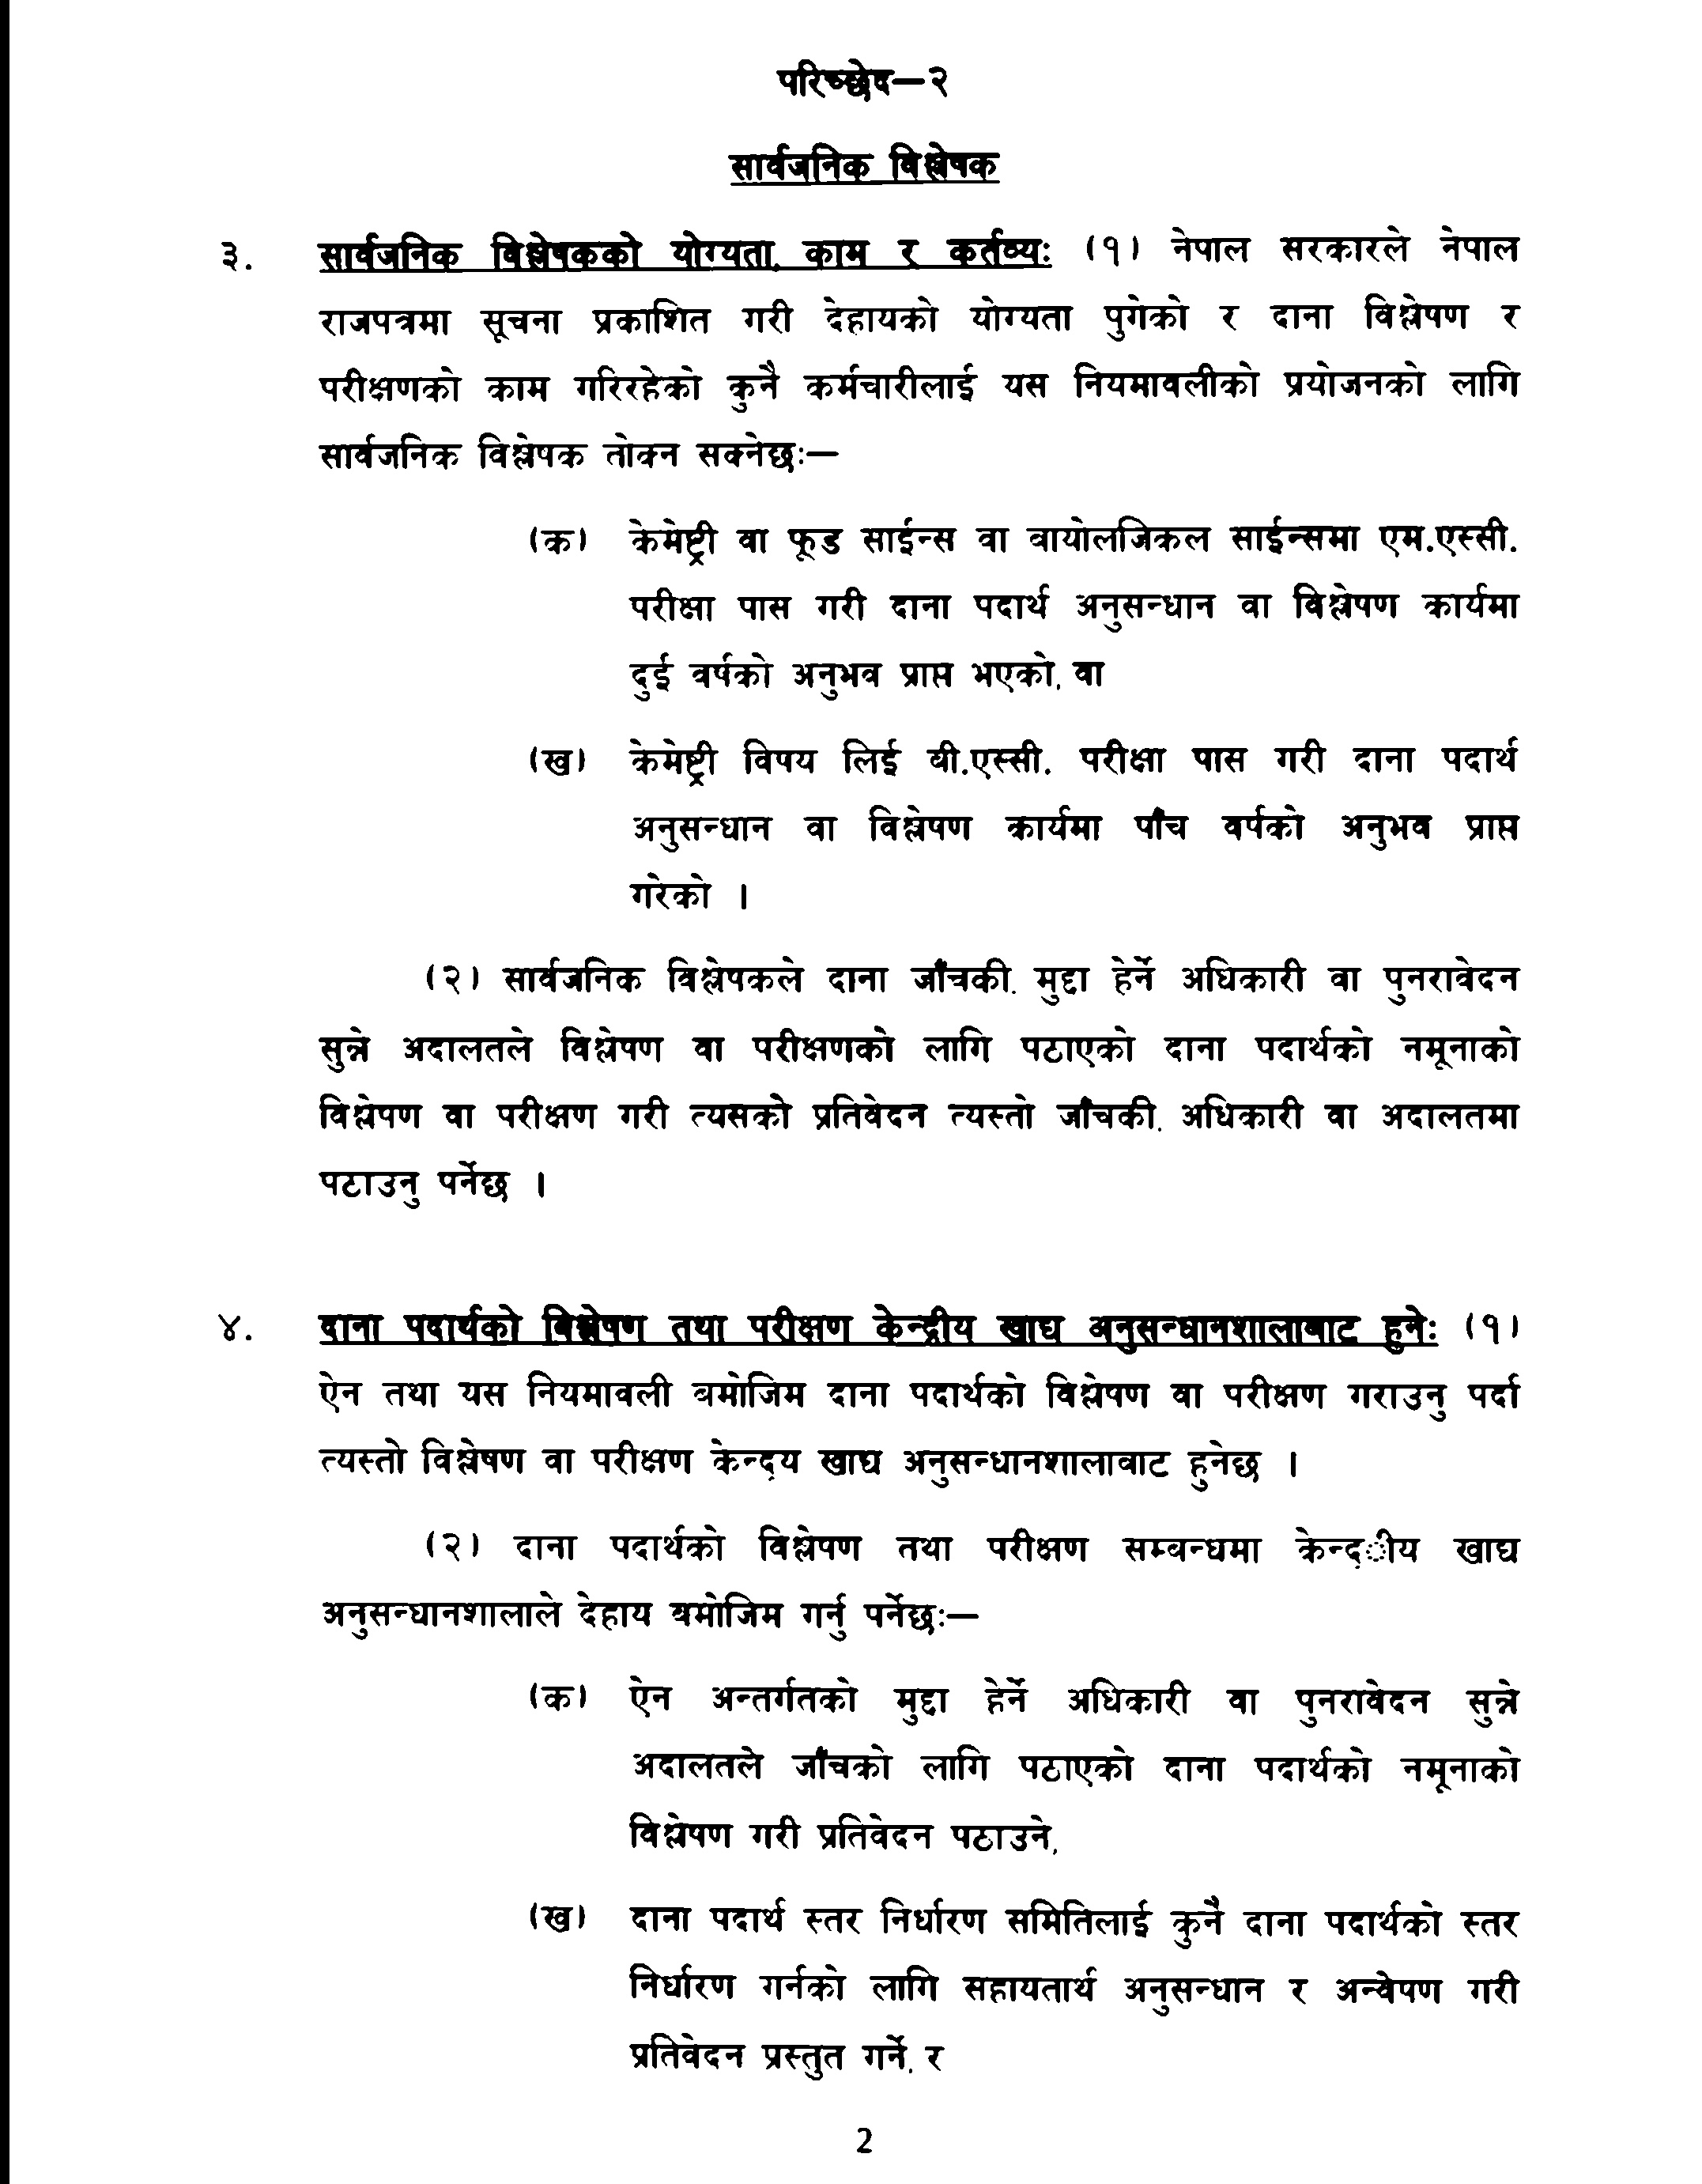 परिच्छेद–२
सार्वजनिक विश्लेषक
३. सार्वजनिक विश्लेषकको योग्यता, काम र कर्तव्यः (१) नेपाल सरकारले नेपाल
राजपत्रमा सूचना प्रकाशित गरी देहायको योग्यता पुगेको र दाना विश्लेषण र
परीक्षणको काम गरिरहेको कुनै कर्मचारीलाई यस नियमावलीको प्रयोजनको लागि
सार्वजनिक विश्लेषक तोक्न सक्नेछः–
(क) केमेष्ट्री वा फूड साईन्स वा वायोलजिकल साईन्समा एम.एस्सी.
परीक्षा पास गरी दाना पदार्थ अनुसन्धान वा विश्लेषण कार्यमा
दुई वर्षको अनुभव प्राप्त भएको, वा
(ख) केमेष्ट्री विषय लिई वी.एस्सी. परीक्षा पास गरी दाना पदार्थ
अनुसन्धान वा विश्लेषण कार्यमा पाँच वर्षको अनुभव प्राप्त
गरेको ।
(२) सार्वजनिक विश्लेषकले दाना जाँचकी, मुद्दा हेर्ने अधिकारी वा पुनरावेदन
सुन्ने अदालतले विश्लेषण वा परीक्षणको लागि पठाएको दाना पदार्थको नमूनाको
विश्लेषण वा परीक्षण गरी त्यसको प्रतिवेदन त्यस्तो जाँचकी, अधिकारी वा अदालतमा
पठाउनु पर्नेछ ।
४. दाना पदार्थको विश्लेषण तथा परीक्षण केन्द्रीय खाद्य अनुसन्धानशालाबाट हुनेः (१)
ऐन तथा यस नियमावली बमोजिम दाना पदार्थको विश्लेषण वा परीक्षण गराउनु पर्दा
त्यस्तो विश्लेषण वा परीक्षण केन्द्रय खाद्य अनुसन्धानशालाबाट हुनेछ ।
(२) दाना पदार्थको विश्लेषण तथा परीक्षण सम्बन्धमा केन्द्ीय खाद्य
अनुसन्धानशालाले देहाय बमोजिम गर्नु पर्नेछः–
(क) ऐन अन्तर्गतको मुद्दा हेर्ने अधिकारी वा पुनरावेदन सुन्ने
अदालतले जाँचको लागि पठाएको दाना पदार्थको नमूनाको
विश्लेषण गरी प्रतिवेदन पठाउने,
(ख) दाना पदार्थ स्तर निर्धारण समितिलाई कुनै दाना पदार्थको स्तर
निर्धारण गर्नको लागि सहायतार्थ अनुसन्धान र अन्वेषण गरी
प्रतिवेदन प्रस्तुत गर्ने, र
2